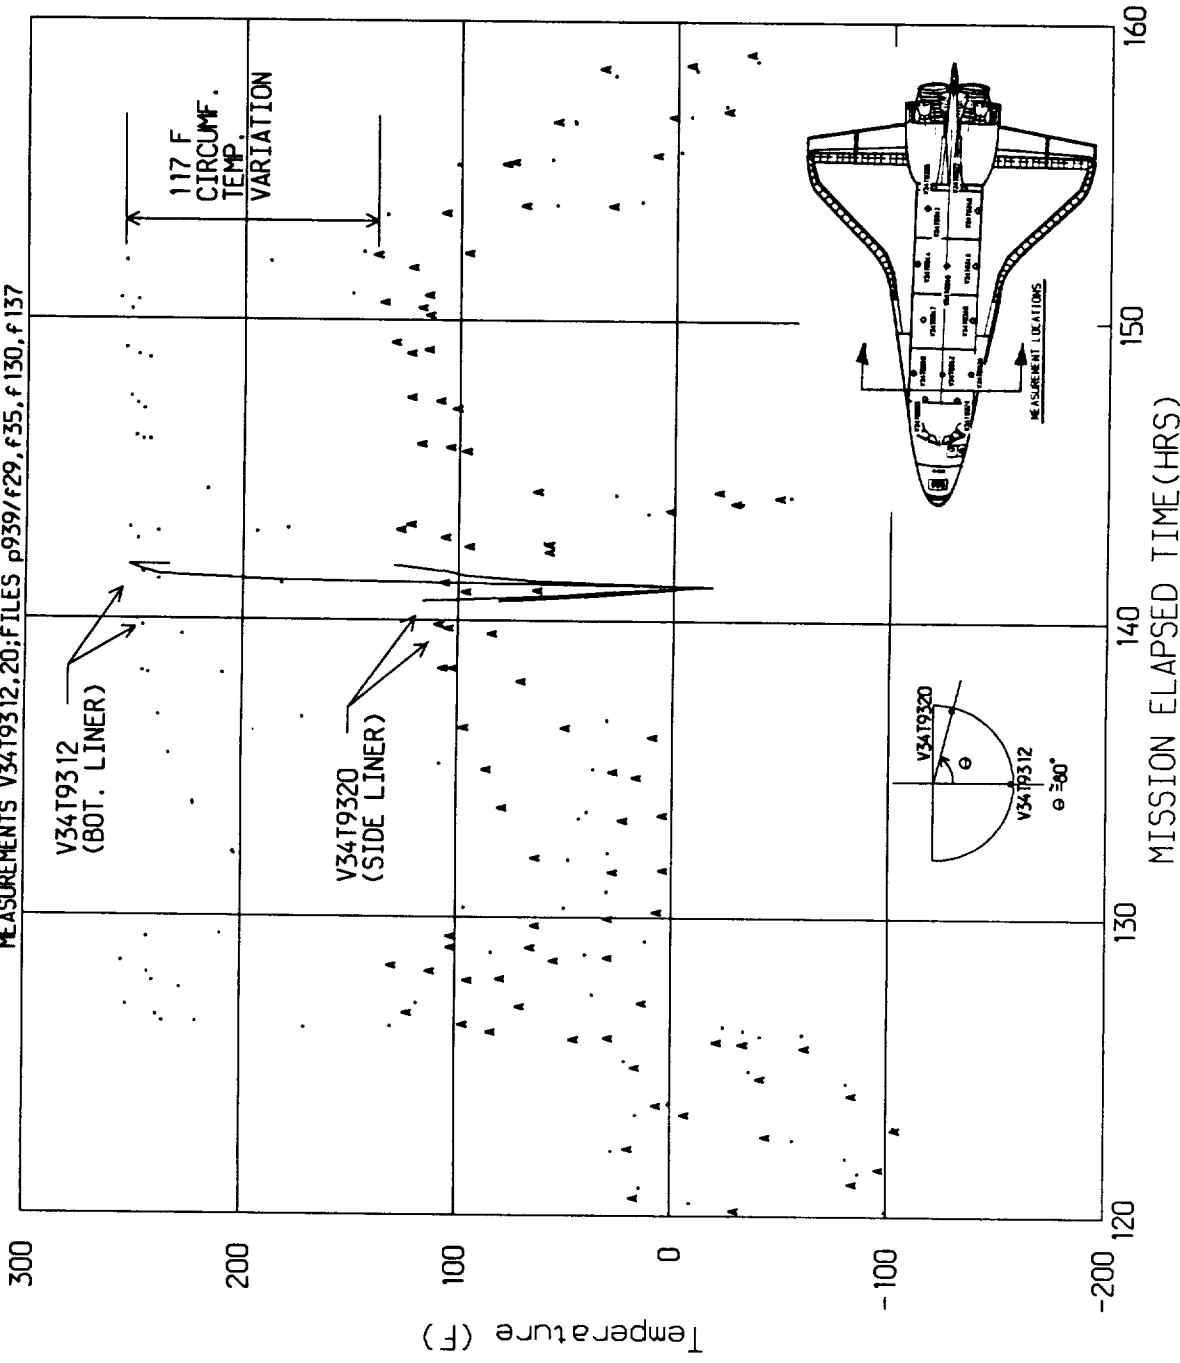 MEASUREMENTS V34T9312,20;FILES p939/f29,f35,f130,f137
Temperature (F)
300
200
100
0
-100
-200
V34T9312
(BOT. LINER)
V34T9320
(SIDE LINER)
117 F
CIRCUMF.
TEMP.
VARIATION
V34T9320
θ
V34T9312
θ ≅80°
MEASUREMENT LOCATIONS
120
130
140
150
160
MISSION ELAPSED TIME(HRS)